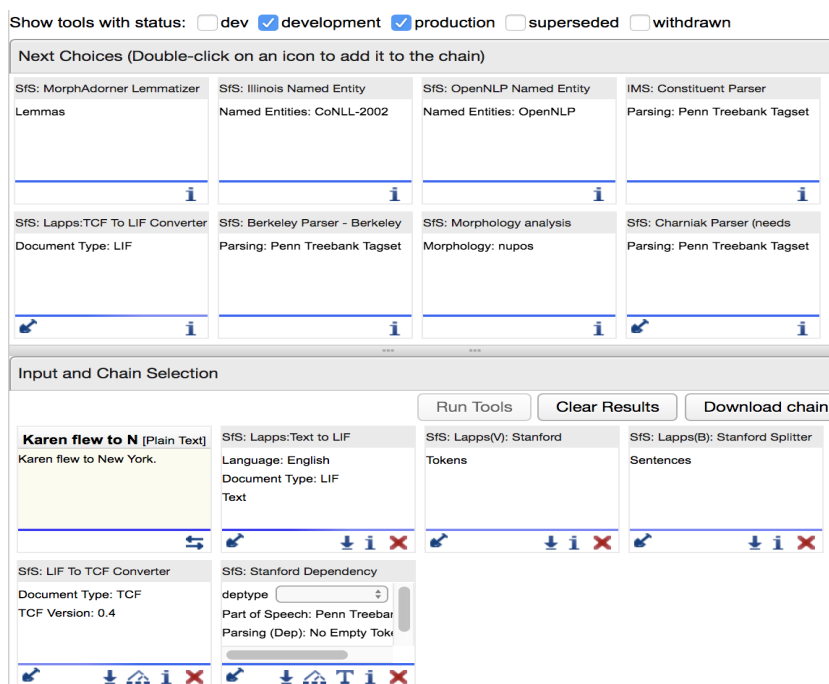 Show tools with status: dev development production superseded withdrawn
Next Choices (Double-click on an icon to add it to the chain)
SfS: MorphAdorner Lemmatizer
Lemmas
SfS: Illinois Named Entity
Named Entities: CoNLL-2002
SfS: OpenNLP Named Entity
Named Entities: OpenNLP
IMS: Constituent Parser
Parsing: Penn Treebank Tagset
SfS: Lapps:TCF To LIF Converter
Document Type: LIF
SfS: Berkeley Parser - Berkeley
Parsing: Penn Treebank Tagset
SfS: Morphology analysis
Morphology: nupos
SfS: Charniak Parser (needs
Parsing: Penn Treebank Tagset
Input and Chain Selection
Run Tools Clear Results Download chain
Karen flew to N [Plain Text]
Karen flew to New York.
SfS: Lapps:Text to LIF
Language: English
Document Type: LIF
Text
SfS: Lapps(V): Stanford
Tokens
SfS: Lapps(B): Stanford Splitter
Sentences
SfS: LIF To TCF Converter
Document Type: TCF
TCF Version: 0.4
SfS: Stanford Dependency
deptype
Part of Speech: Penn Treebar
Parsing (Dep): No Empty Toke